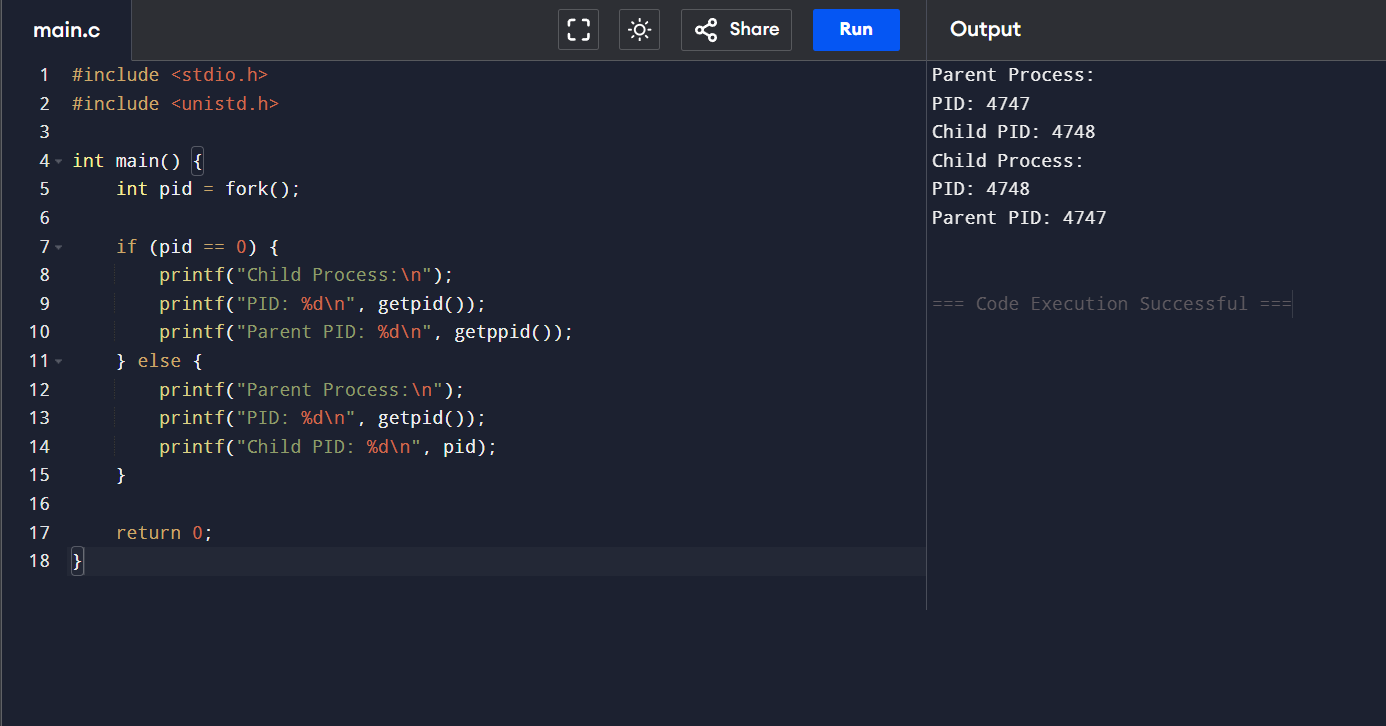 main.c
Share
Run
Output
1 #include <stdio.h>
2 #include <unistd.h>
3
4 int main() {
5     int pid = fork();
6
7     if (pid == 0) {
8         printf("Child Process:\n");
9         printf("PID: %d\n", getpid());
10         printf("Parent PID: %d\n", getppid());
11     } else {
12         printf("Parent Process:\n");
13         printf("PID: %d\n", getpid());
14         printf("Child PID: %d\n", pid);
15     }
16
17     return 0;
18 }
Parent Process:
PID: 4747
Child PID: 4748
Child Process:
PID: 4748
Parent PID: 4747
=== Code Execution Successful ===